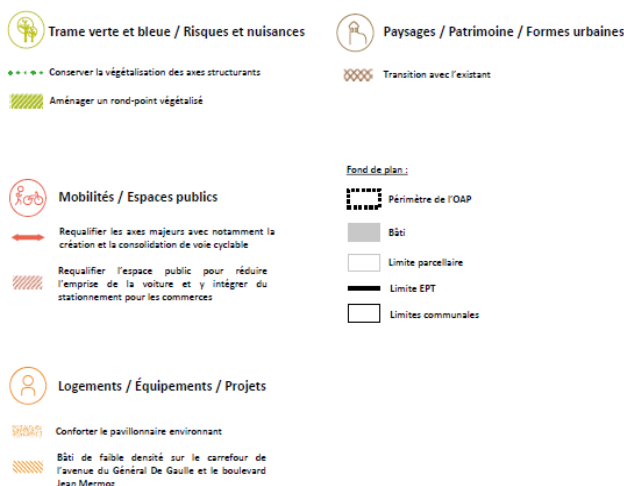 Trame verte et bleue / Risques et nuisances
Conserver la végétalisation des axes structurants
Aménager un rond-point végétalisé
Paysages / Patrimoine / Formes urbaines
Transition avec l'existant
Mobilités / Espaces publics
Requalifier les axes majeurs avec notamment la
création et la consolidation de voie cyclable
Requalifier l'espace public pour réduire
l'emprise de la voiture et y intégrer du
stationnement pour les commerces
Fond de plan :
Périmètre de l'OAP
Bâti
Limite parcellaire
Limite EPT
Limites communales
Logements / Équipements / Projets
Conforter le pavillonnaire environnant
Bâti de faible densité sur le carrefour de
l'avenue du Général De Gaulle et le boulevard
Jean Mermoz